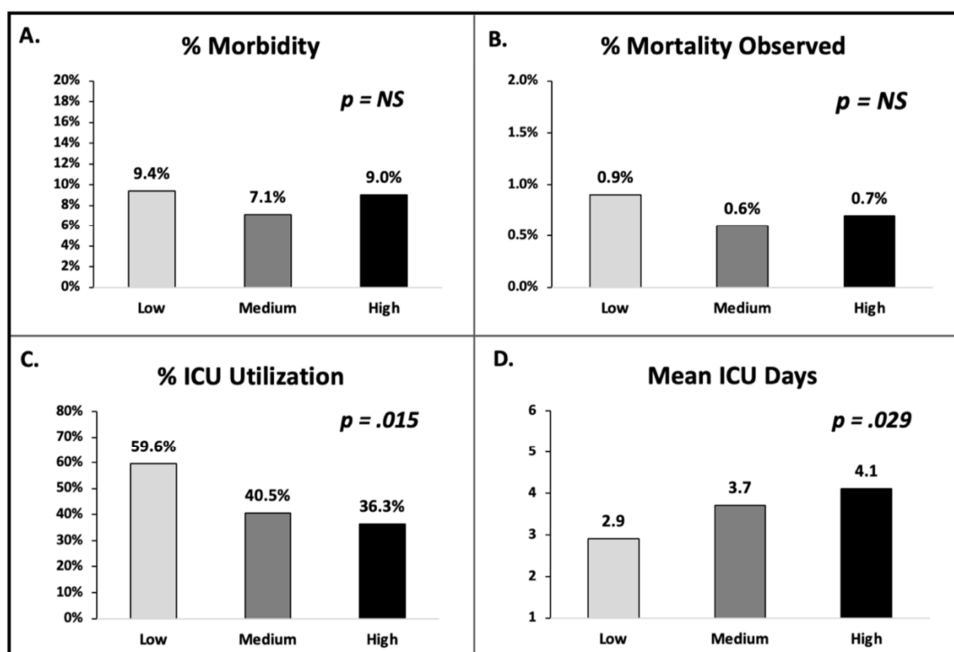 A.
% Morbidity
p = NS
20%
18%
16%
14%
12%
10%
8%
6%
4%
2%
0%
9.4%
7.1%
9.0%
Low Medium High
B.
% Mortality Observed
p = NS
2.0%
1.5%
1.0%
0.5%
0.0%
0.9%
0.6%
0.7%
Low Medium High
C.
% ICU Utilization
p = .015
80%
70%
60%
50%
40%
30%
20%
10%
0%
59.6%
40.5%
36.3%
Low Medium High
D.
Mean ICU Days
p = .029
6
5
4
3
2
1
2.9
3.7
4.1
Low Medium High